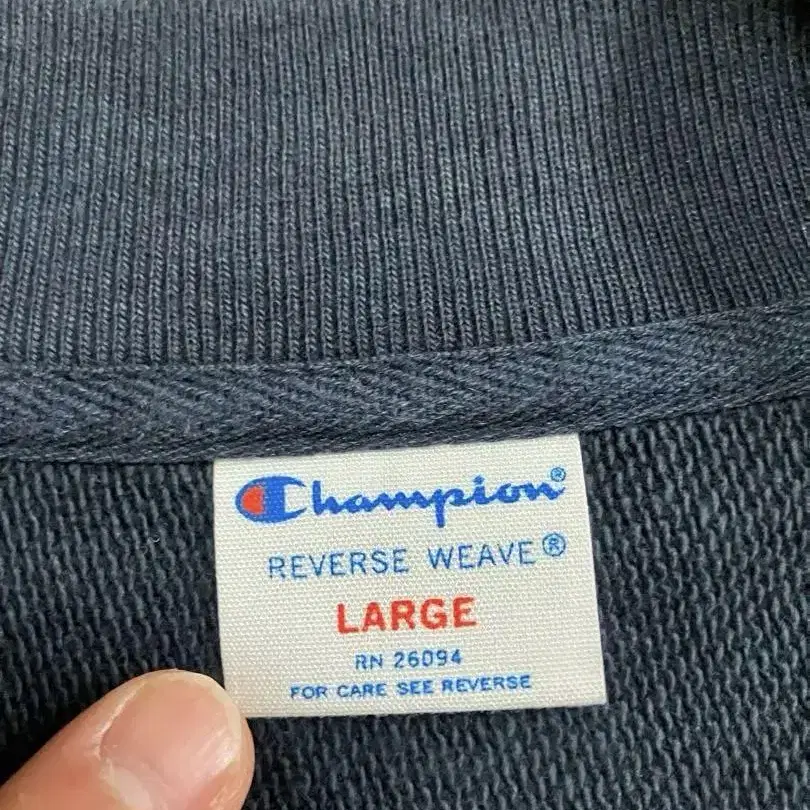 Champion®
REVERSE WEAVE®
LARGE
RN 26094
FOR CARE SEE REVERSE